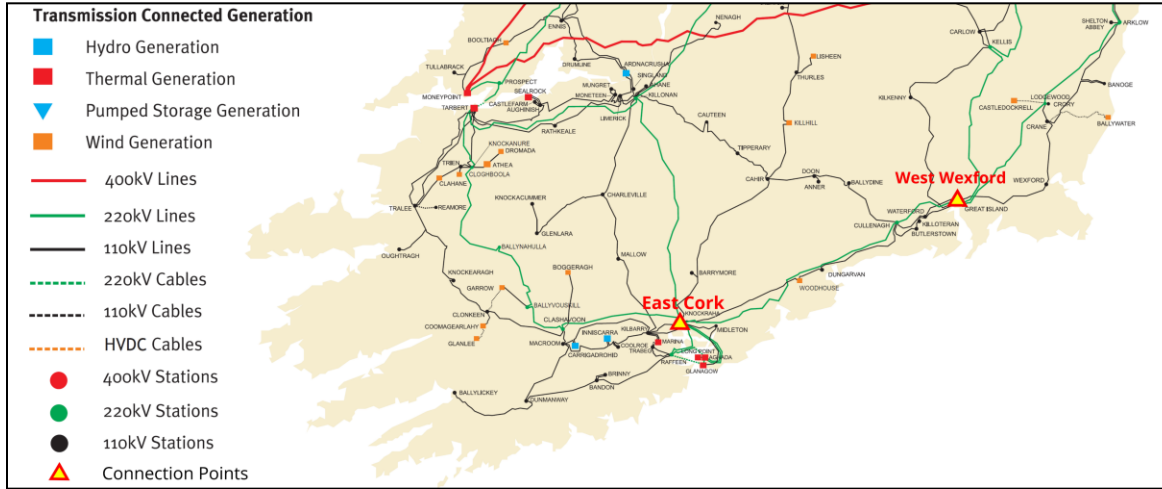 Transmission Connected Generation
Hydro Generation
Thermal Generation
Pumped Storage Generation
Wind Generation
400kV Lines
220kV Lines
110kV Lines
220kV Cables
110kV Cables
HVDC Cables
400kV Stations
220kV Stations
110kV Stations
Connection Points
NENAGH
ENNIS
BOOLTIAGH
DRUMLINE
ARDNACRUSHA
SINGLAND
AHANE
KILLONAN
TULLABRACK
PROSPECT
MONEYPOINT
TARBERT
SEALROCK
CASTLEFARM
AUGHINISH
MUNGRET
MONETEEN
LIMERICK
RATHKEALE
LISHEEN
THURLES
KILLHILL
CARLOW
KELLIS
SHELTON
ABBEY
ARKLOW
BANOGE
KILKENNY
LODGEWOOD
CASTLEDOCKRELL
CRORY
CRANE
BALLYWATER
WEXFORD
West Wexford
GREAT ISLAND
WATERFORD
CULLENAGH
KILLOTERAN
BUTLERSTOWN
CAUTEEN
TIPPERARY
CAHIR
DOON
ANNER
BALLYDINE
KNOCKANURE
DROMADA
TRIEN
ATHEA
CLOGHBOOLA
CLAHANE
TRALEE
REAMORE
OUGHTRAGH
KNOCKACUMMER
GLENLARA
CHARLEVILLE
MALLOW
BARRYMORE
BALLYNAHULLA
KNOCKEARAGH
GARROW
BALLYVOUSKILL
CLONKEEN
COOMAGEARLAHY
GLANLEE
BOGGERAGH
CLASHAVOON
MACROOM
INNISCARRA
CARRIGADROHID
KILBARRY
COOLROE
TRABEG
MARINA
East Cork
KNOCKRAHA
MIDLETON
LONGPOINT
AGHADA
RAFFEEN
GLANAGOW
WOODHOUSE
DUNGARVAN
BRINNY
BANDON
DUNMANWAY
BALLYLICKEY